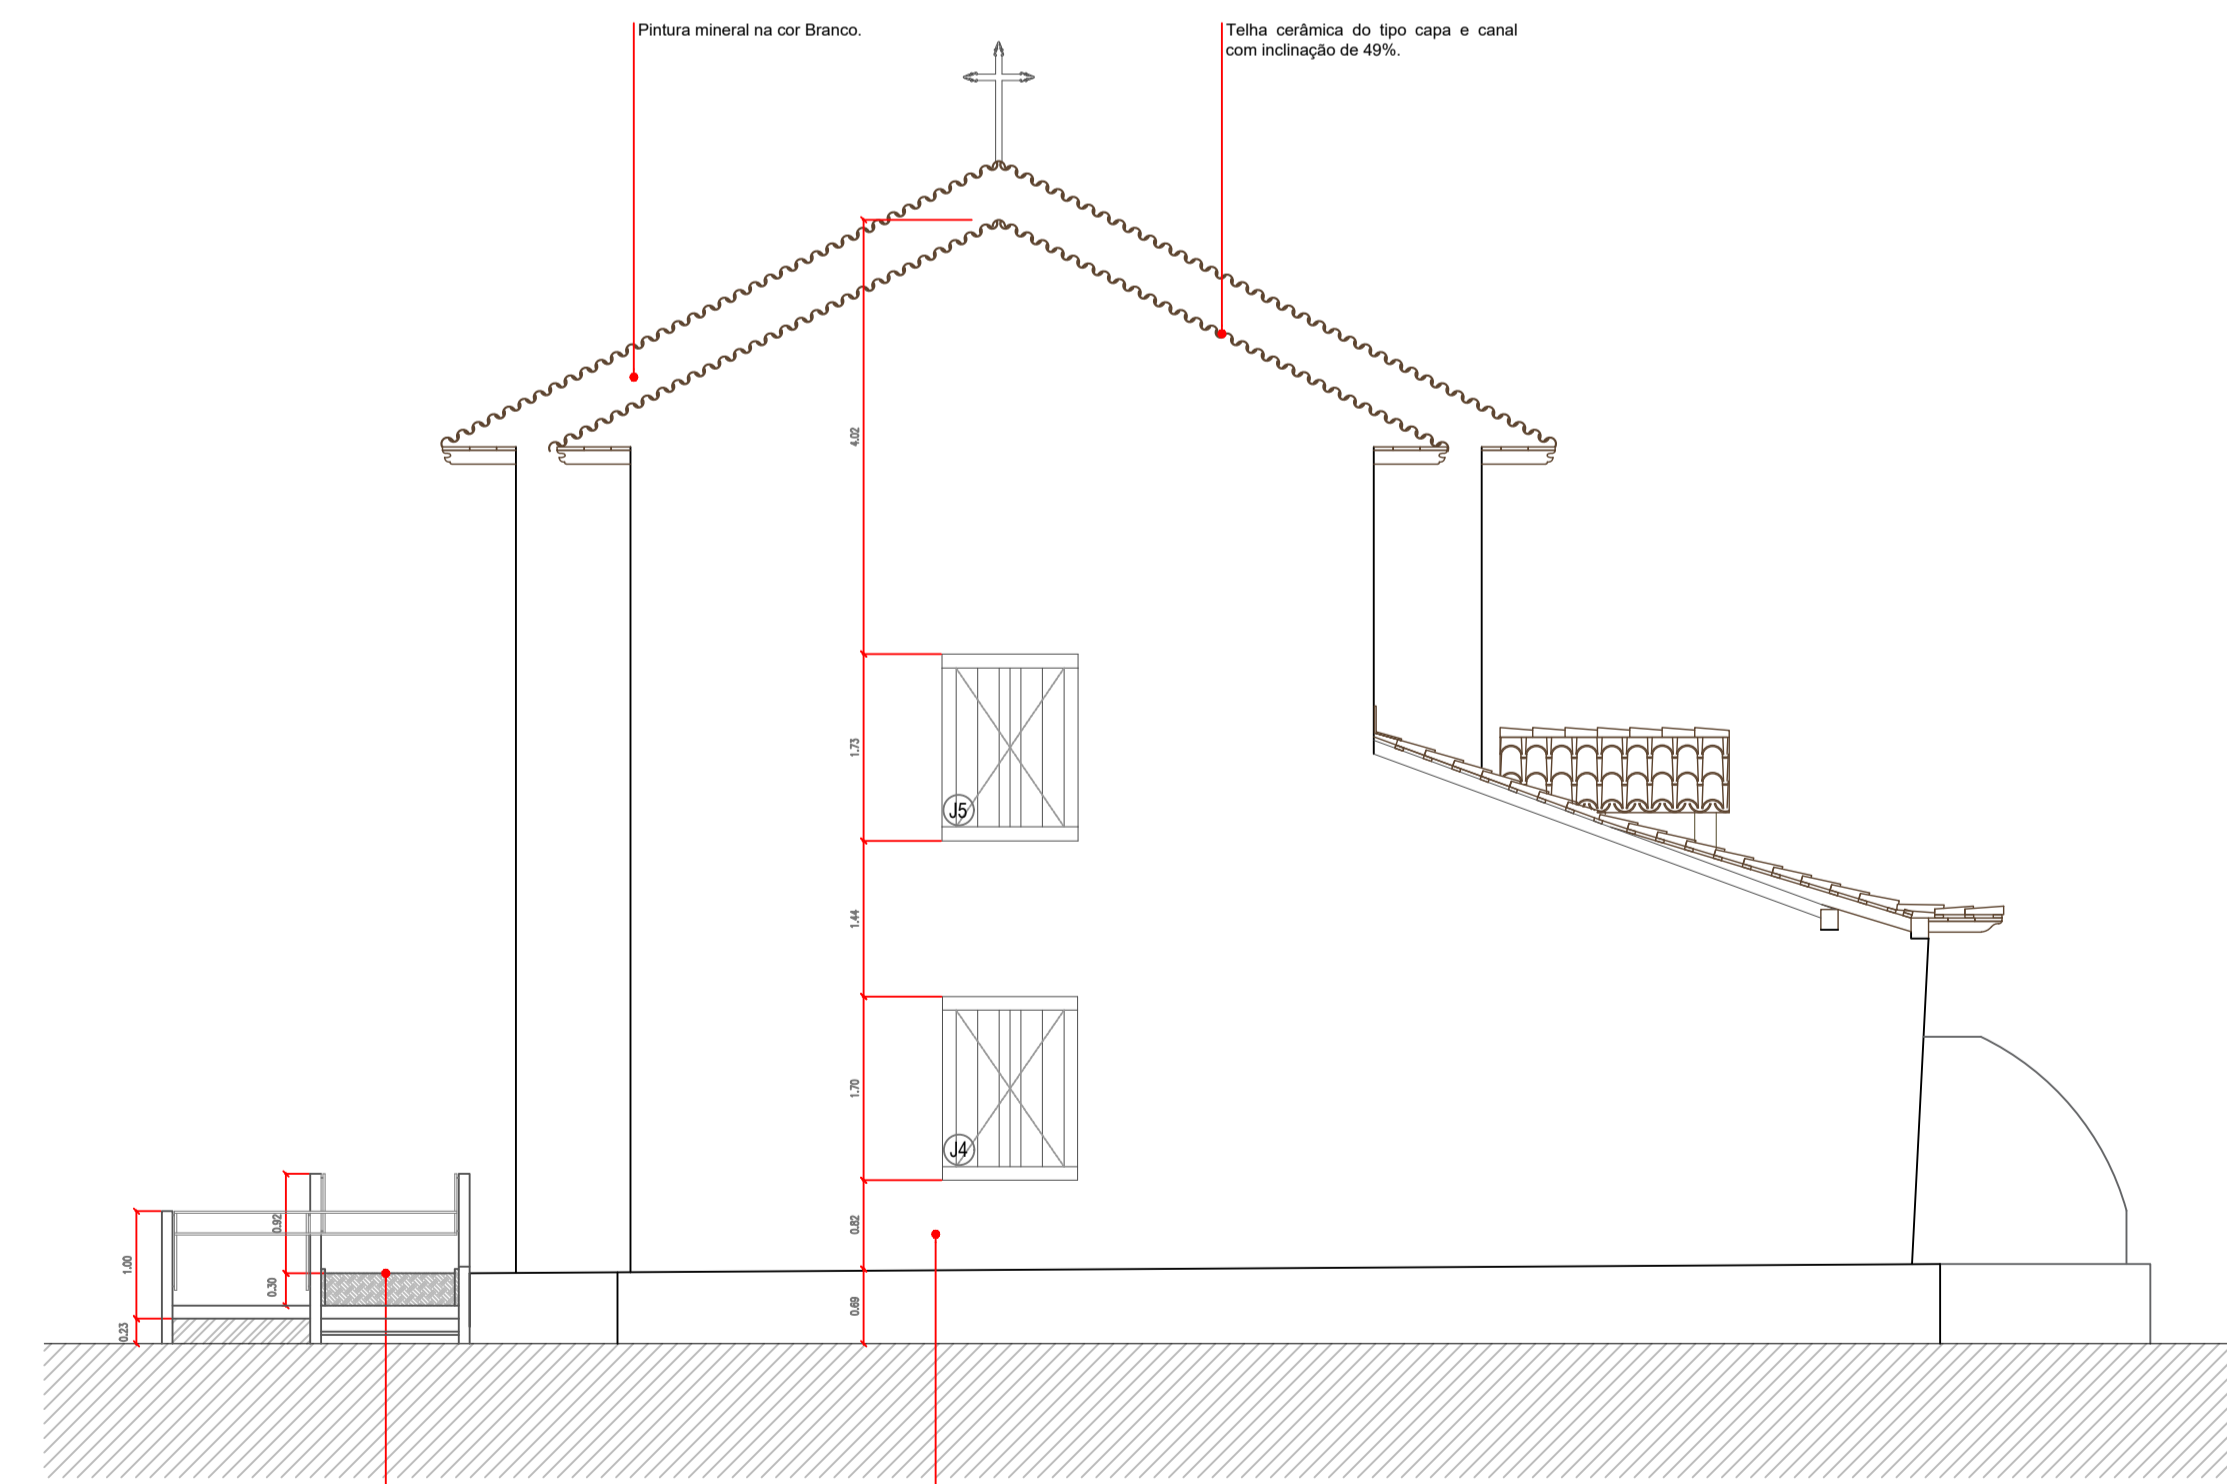 Pintura mineral na cor Branco.
Telha cerâmica do tipo capa e canal
com inclinação de 49%.
4.02
1.73
J5
1.44
1.70
J4
0.82
0.69
0.92
0.30
1.00
0.23